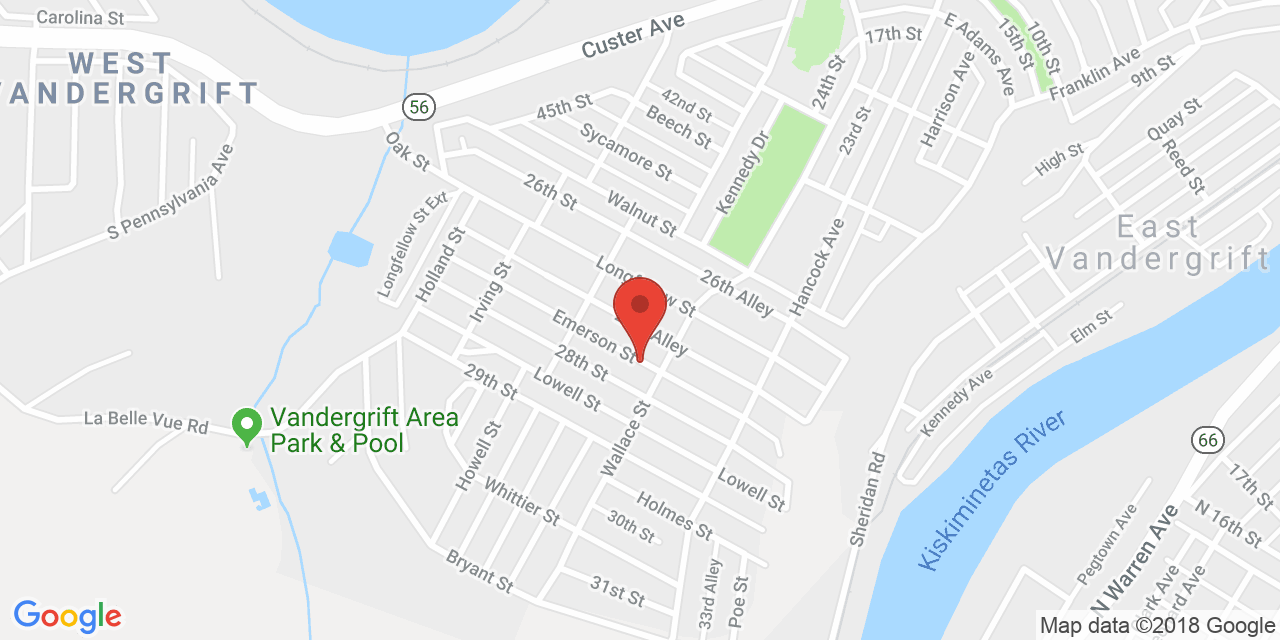 Carolina St
WEST
VANDERGRIFT
Custer Ave
56
17th St
E Adams Ave
15th St
10th St
Franklin Ave
9th St
24th St
42nd St
45th St
Beech St
Sycamore St
Kennedy Dr
23rd St
Harrison Ave
Quay St
Reed St
High St
Oak St
S Pennsylvania Ave
26th St
Walnut St
Longfellow St Ext
Holland St
Irving St
26th Alley
Hancock Ave
East
Vandergrift
Emerson St
Alley
28th St
Lowell St
29th St
Elm St
Kennedy Ave
La Belle Vue Rd
Vandergrift Area
Park & Pool
Wallace St
Howell St
Whittier St
Lowell St
Holmes St
30th St
31st St
Bryant St
33rd Alley
Poe St
Sheridan Rd
Kiskiminetas River
66
17th St
N 16th St
Pegtown Ave
N Warren Ave
Google
Map data ©2018 Google